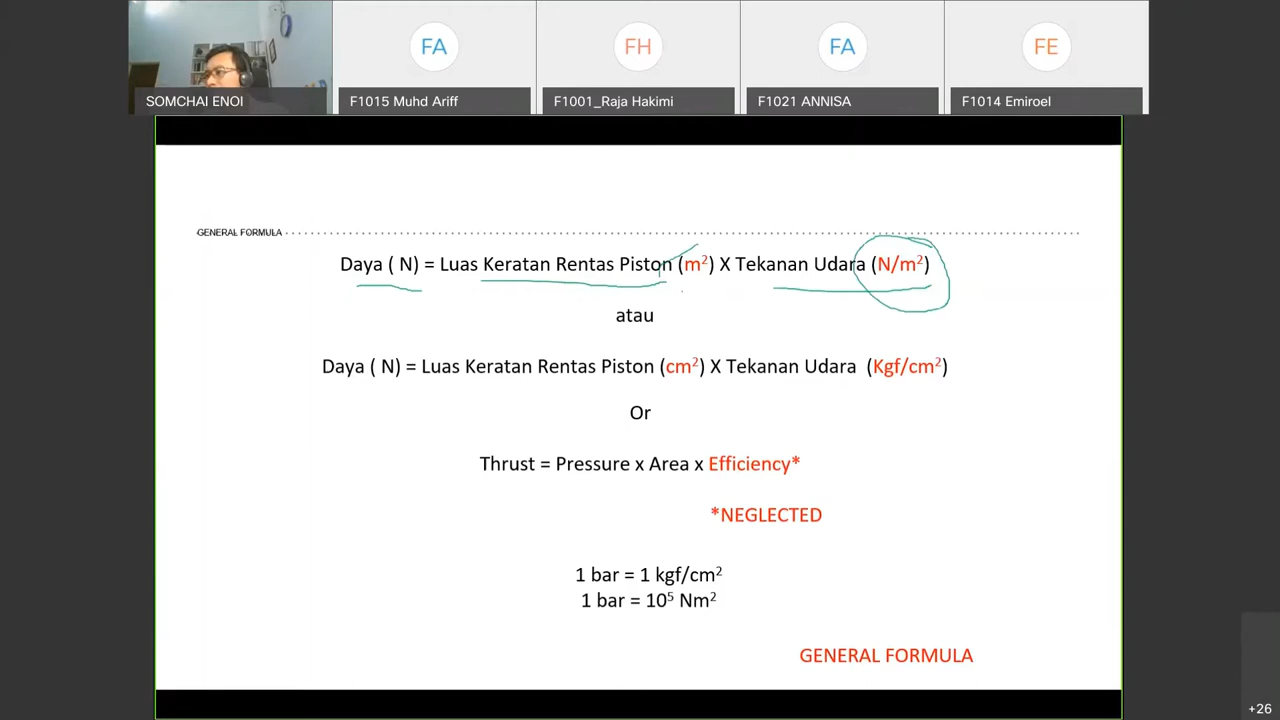 FA
FH
FA
FE
SOMCHAI ENOI
F1015 Muhd Ariff
F1001_Raja Hakimi
F1021 ANNISA
F1014 Emiroel
GENERAL FORMULA
Daya ( N) = Luas Keratan Rentas Piston (m²) X Tekanan Udara (N/m²)
atau
Daya ( N) = Luas Keratan Rentas Piston (cm²) X Tekanan Udara (Kgf/cm²)
Or
Thrust = Pressure x Area x Efficiency*
*NEGLECTED
1 bar = 1 kgf/cm²
1 bar = 10⁵ Nm²
GENERAL FORMULA
+26